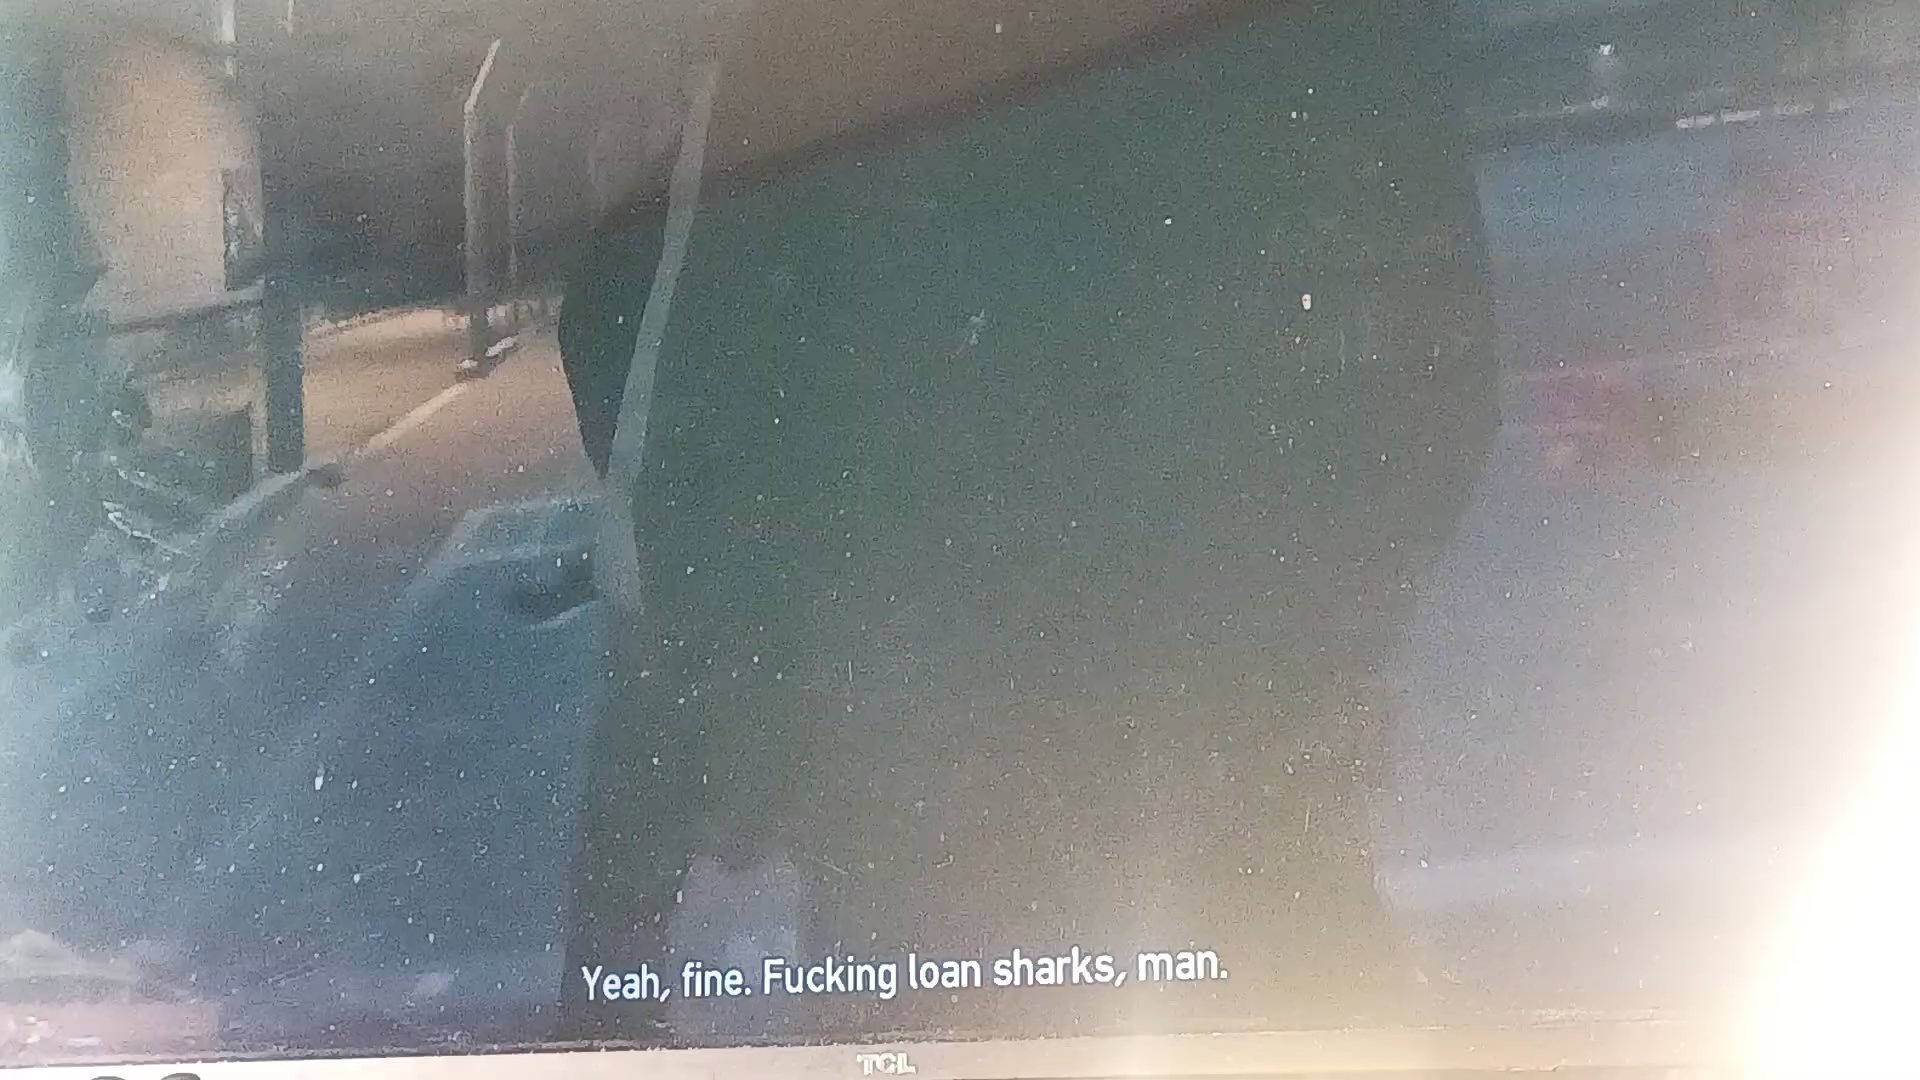 Yeah, fine. Fucking loan sharks, man.
TCL